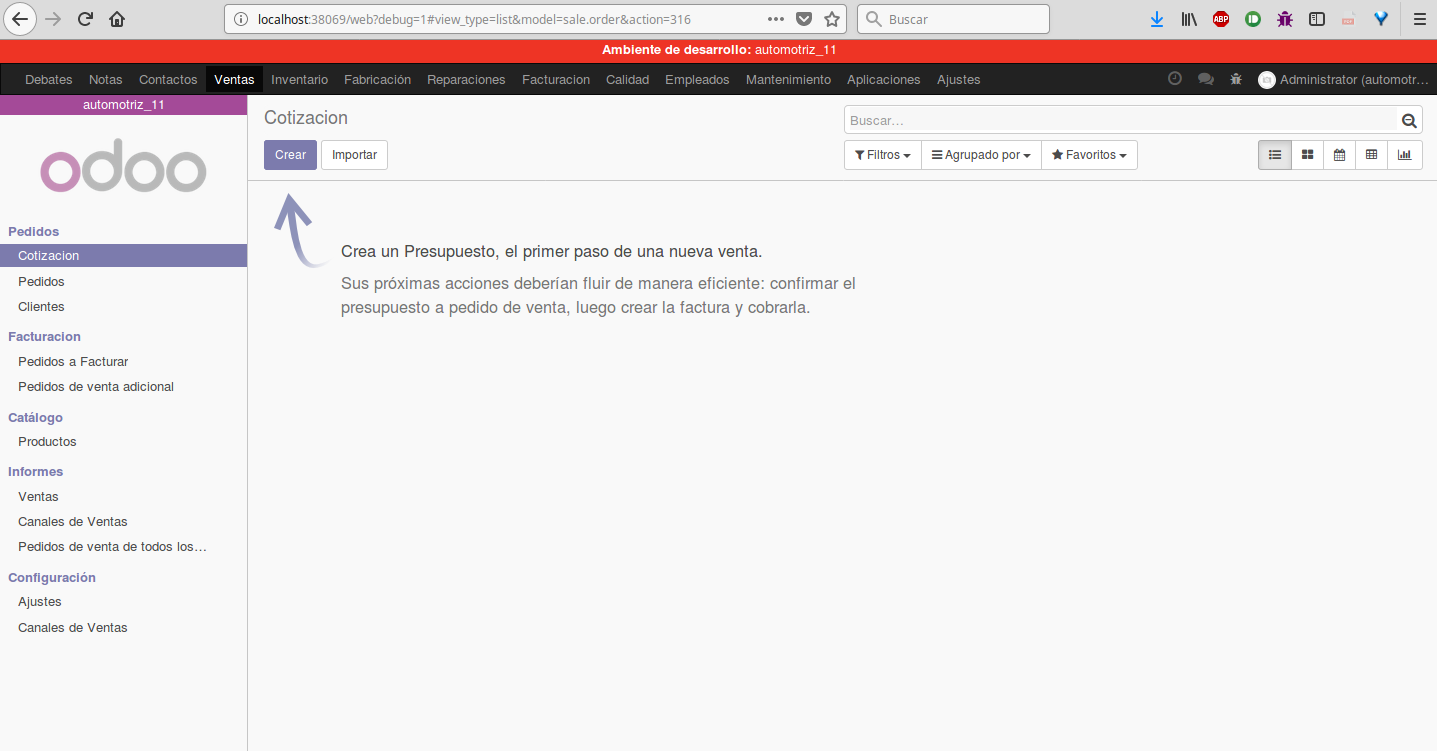 localhost:38069/web?debug=1#view_type=list&model=sale.order&action=316
Buscar
ABP
Ambiente de desarrollo: automotriz_11
Debates Notas Contactos Ventas Inventario Fabricación Reparaciones Facturacion Calidad Empleados Mantenimiento Aplicaciones Ajustes Administrator (automotr…
automotriz_11
odoo
Pedidos
Cotizacion
Pedidos
Clientes
Facturacion
Pedidos a Facturar
Pedidos de venta adicional
Catálogo
Productos
Informes
Ventas
Canales de Ventas
Pedidos de venta de todos los…
Configuración
Ajustes
Canales de Ventas
Cotizacion
Buscar...
Crear Importar
Filtros Agrupado por Favoritos
Crea un Presupuesto, el primer paso de una nueva venta.
Sus próximas acciones deberían fluir de manera eficiente: confirmar el
presupuesto a pedido de venta, luego crear la factura y cobrarla.